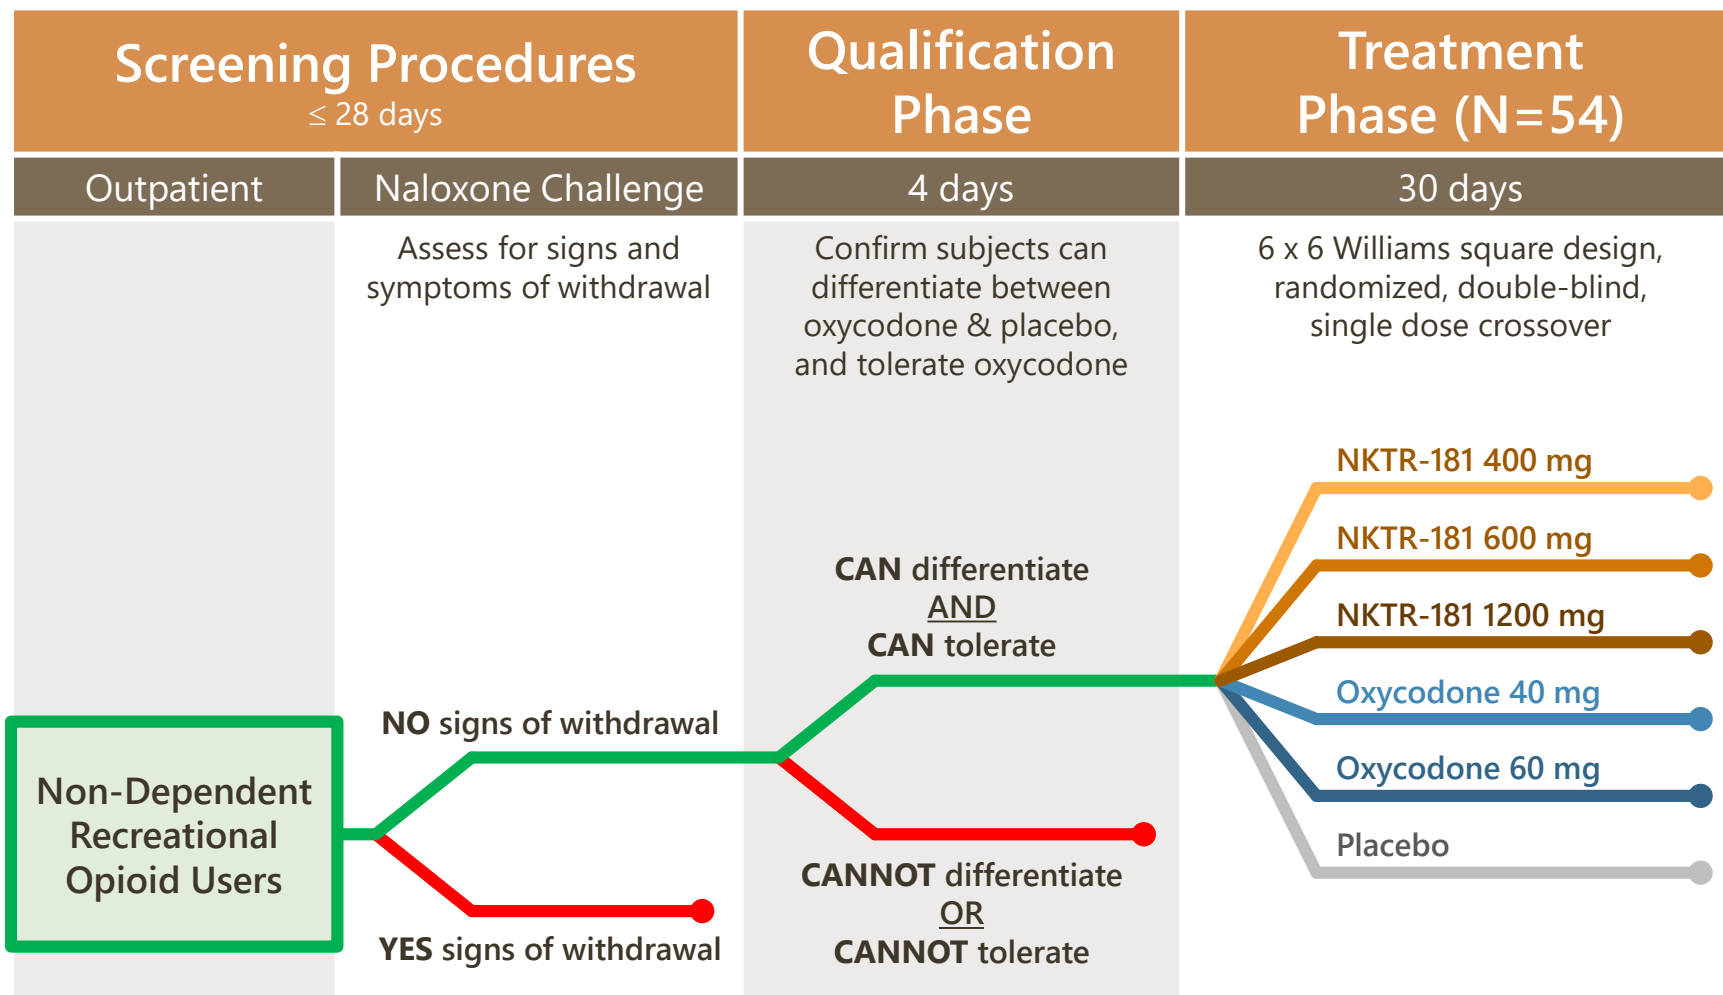 Screening Procedures
≤ 28 days
Qualification
Phase
Treatment
Phase (N=54)
Outpatient
Naloxone Challenge
4 days
30 days
Assess for signs and
symptoms of withdrawal
Confirm subjects can
differentiate between
oxycodone & placebo,
and tolerate oxycodone
6 x 6 Williams square design,
randomized, double-blind,
single dose crossover
Non-Dependent
Recreational
Opioid Users
NO signs of withdrawal
YES signs of withdrawal
CAN differentiate
AND
CAN tolerate
CANNOT differentiate
OR
CANNOT tolerate
NKTR-181 400 mg
NKTR-181 600 mg
NKTR-181 1200 mg
Oxycodone 40 mg
Oxycodone 60 mg
Placebo